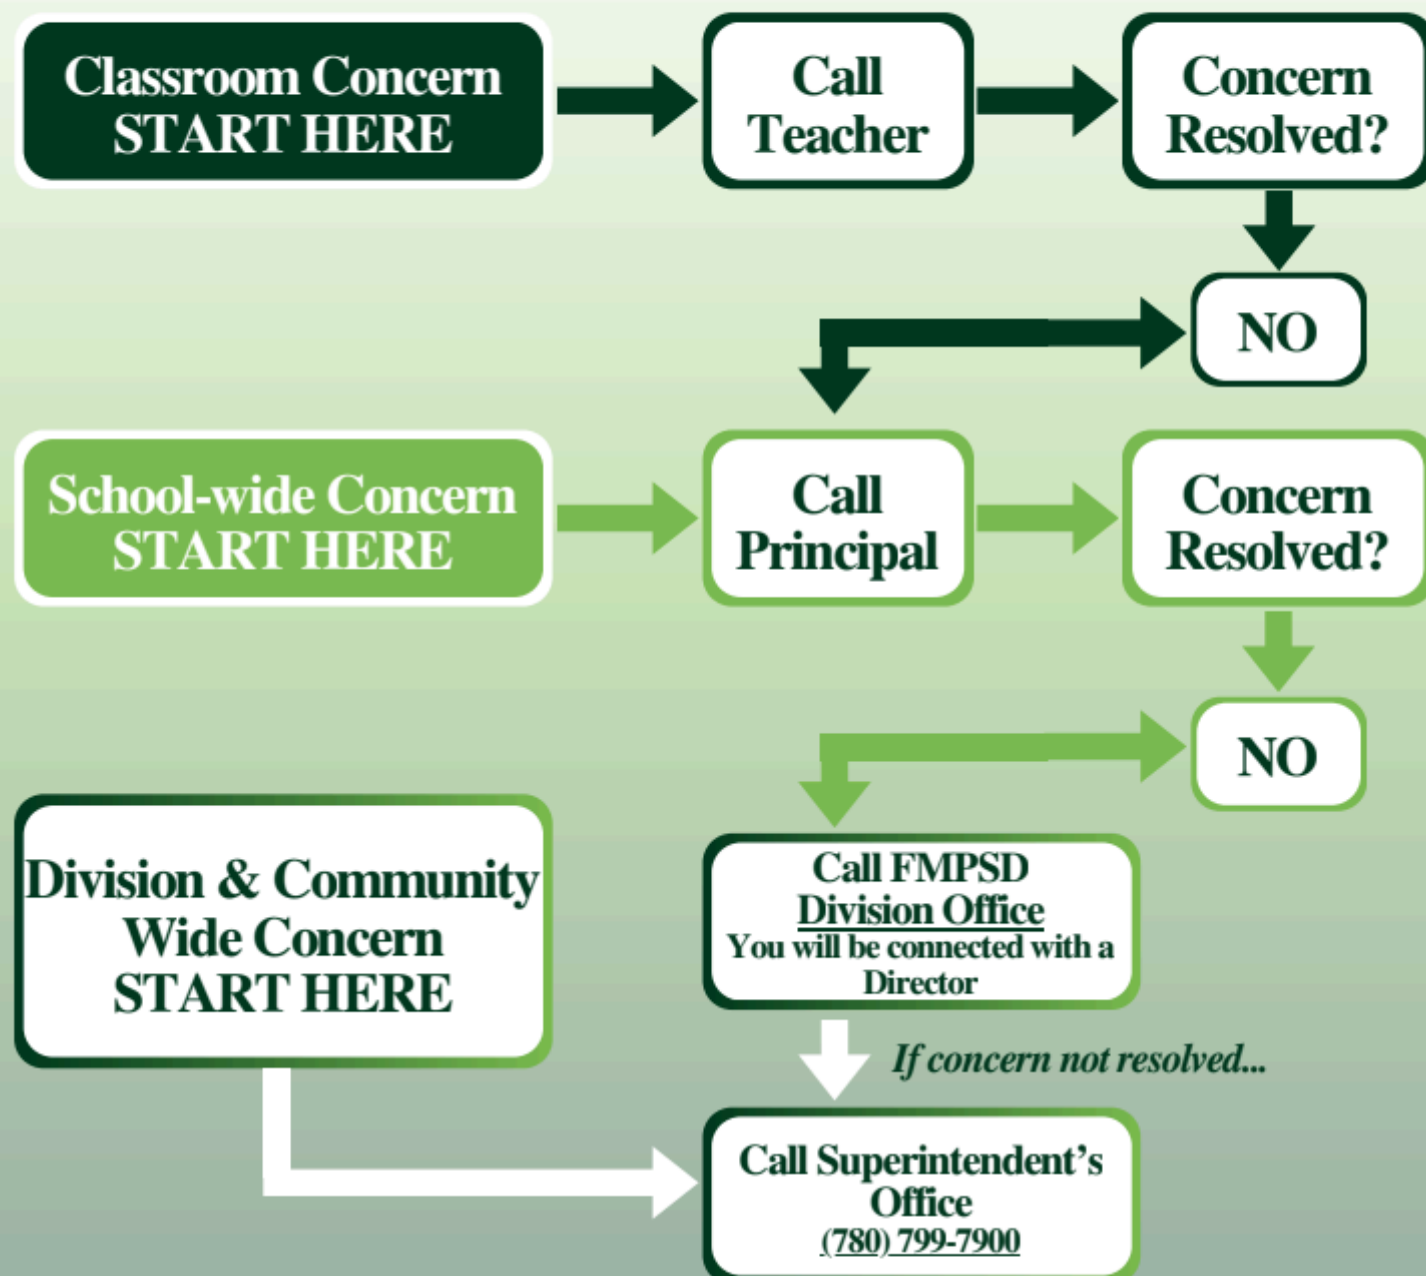 Classroom Concern
START HERE
Call
Teacher
Concern
Resolved?
NO
School-wide Concern
START HERE
Call
Principal
Concern
Resolved?
NO
Division & Community
Wide Concern
START HERE
Call FMPSD
Division Office
You will be connected with a
Director
If concern not resolved...
Call Superintendent's
Office
(780) 799-7900